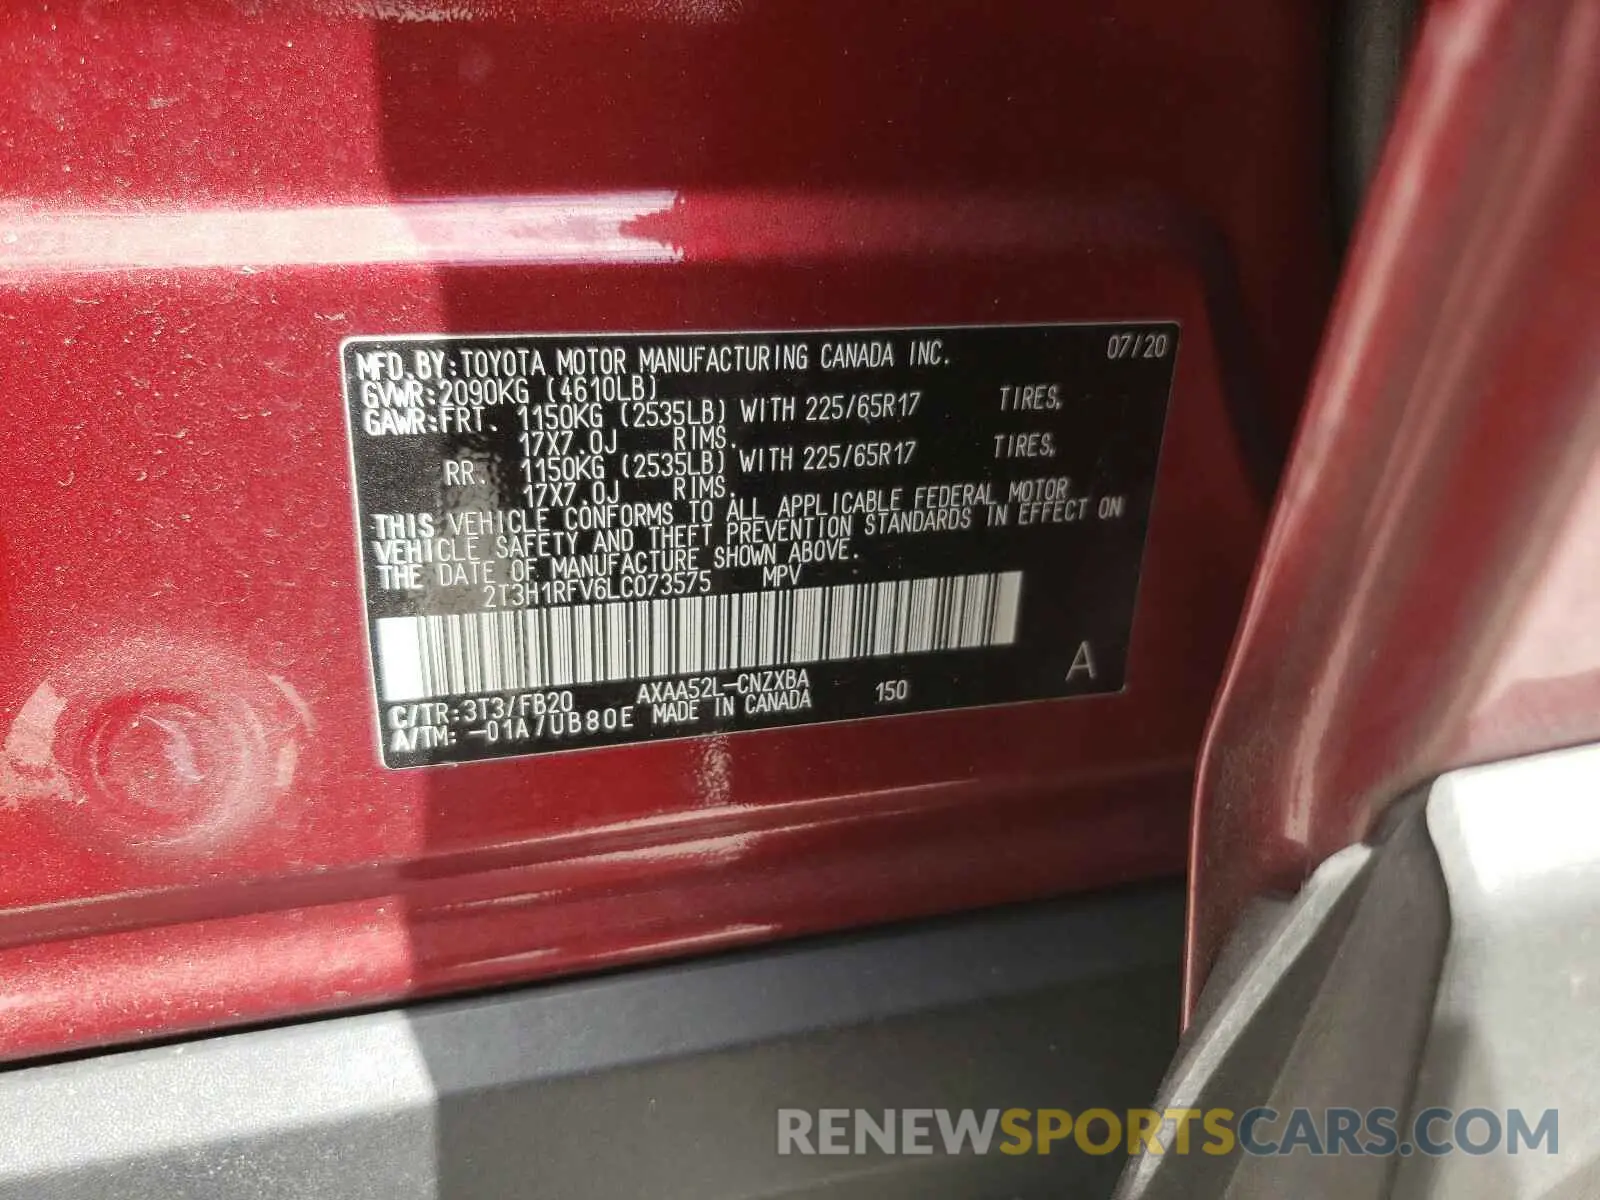 MFD.BY:TOYOTA MOTOR MANUFACTURING CANADA INC. 07/20
GVWR:2090KG (4610LB)
GAWR:FRT. 1150KG (2535LB) WITH 225/65R17 TIRES,
17X7.0J RIMS.
RR. 1150KG (2535LB) WITH 225/65R17 TIRES,
17X7.0J RIMS.
THIS VEHICLE CONFORMS TO ALL APPLICABLE FEDERAL MOTOR
VEHICLE SAFETY AND THEFT PREVENTION STANDARDS IN EFFECT ON
THE DATE OF MANUFACTURE SHOWN ABOVE.
2T3H1RFV6LC073575 MPV
A
C/TR:3T3/FB20 AXAA52L-CNZXBA 150
A/TM:-01A/UB80E MADE IN CANADA
RENEWSPORTSCARS.COM